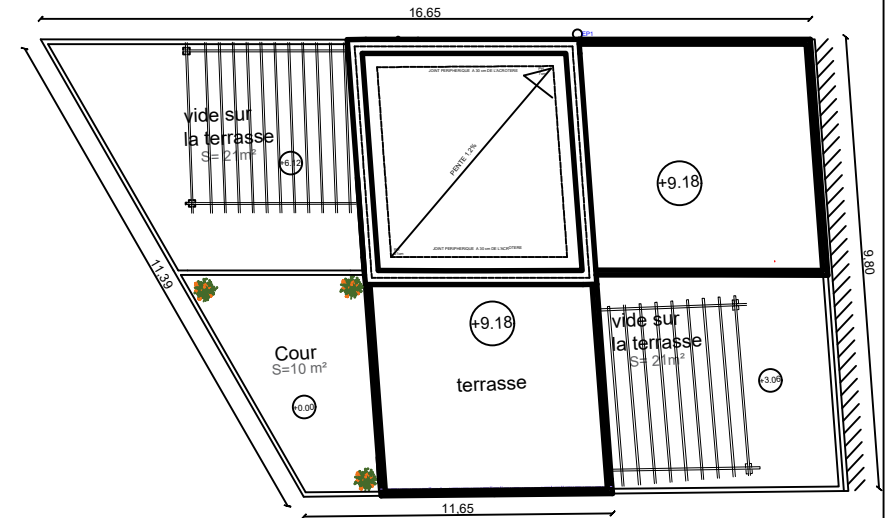 16,65
EP1
JOINT PERIPHERIQUE A 30 cm DE L'ACROTERE
vide sur
la terrasse
S= 21m²
+6.12
PENTE 1.2%
+9.18
JOINT PERIPHERIQUE A 30 cm DE L'ACROTERE
11,39
9,80
+9.18
vide sur
la terrasse
S= 21m²
Cour
S=10 m²
terrasse
+3.06
+0.00
11,65